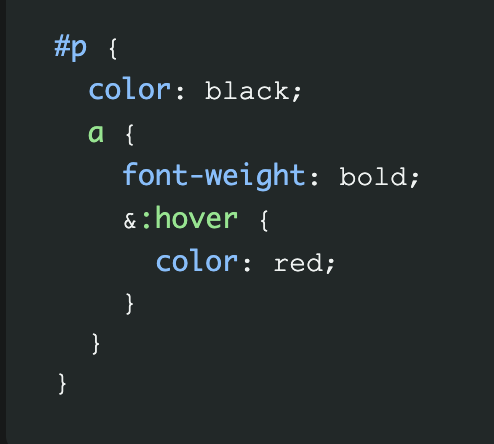 #p {
  color: black;
  a {
    font-weight: bold;
    &:hover {
      color: red;
    }
  }
}